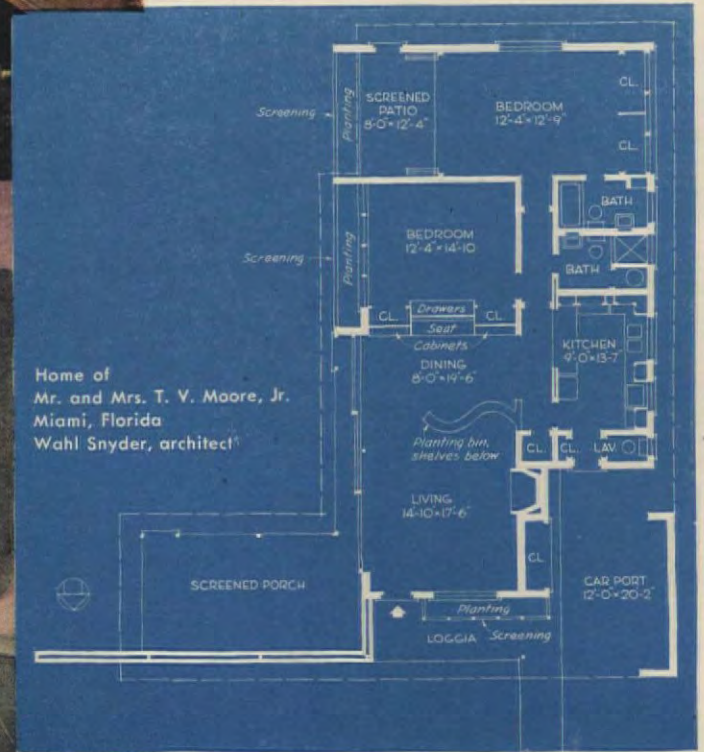 Screening
Planting
SCREENED
PATIO
8'-0"×12'-4"
BEDROOM
12'-4"×12'-9"
CL.
CL.
BATH
BEDROOM
12'-4"×14'-10
Screening
Planting
BATH
CL.
Drawers
Seat
CL.
Cabinets
KITCHEN
9'-0"×13'-7"
DINING
8'-0"×19'-6"
Home of
Mr. and Mrs. T. V. Moore, Jr.
Miami, Florida
Wahl Snyder, architect
Planting bin,
shelves below
CL.
CL.
LAV.
LIVING
14'-10"×17'-6"
CL.
SCREENED PORCH
CAR PORT
12'-0"×20'-2"
Planting
LOGGIA
Screening